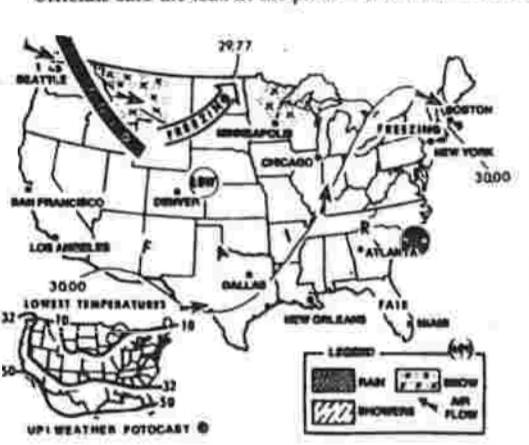 29.77
SEATTLE
FREEZING
MINNEAPOLIS
BOSTON
FREEZING
NEW YORK
CHICAGO
30.00
LOW
DENVER
SAN FRANCISCO
LOS ANGELES
F A I R
ATLANTA
DALLAS
30.00
LOWEST TEMPERATURES
NEW ORLEANS
FAIR
MIAMI
32
10
10
50
32
50
LEGEND
RAIN
SNOW
SHOWERS
AIR
FLOW
UPI WEATHER FOTOCAST ©